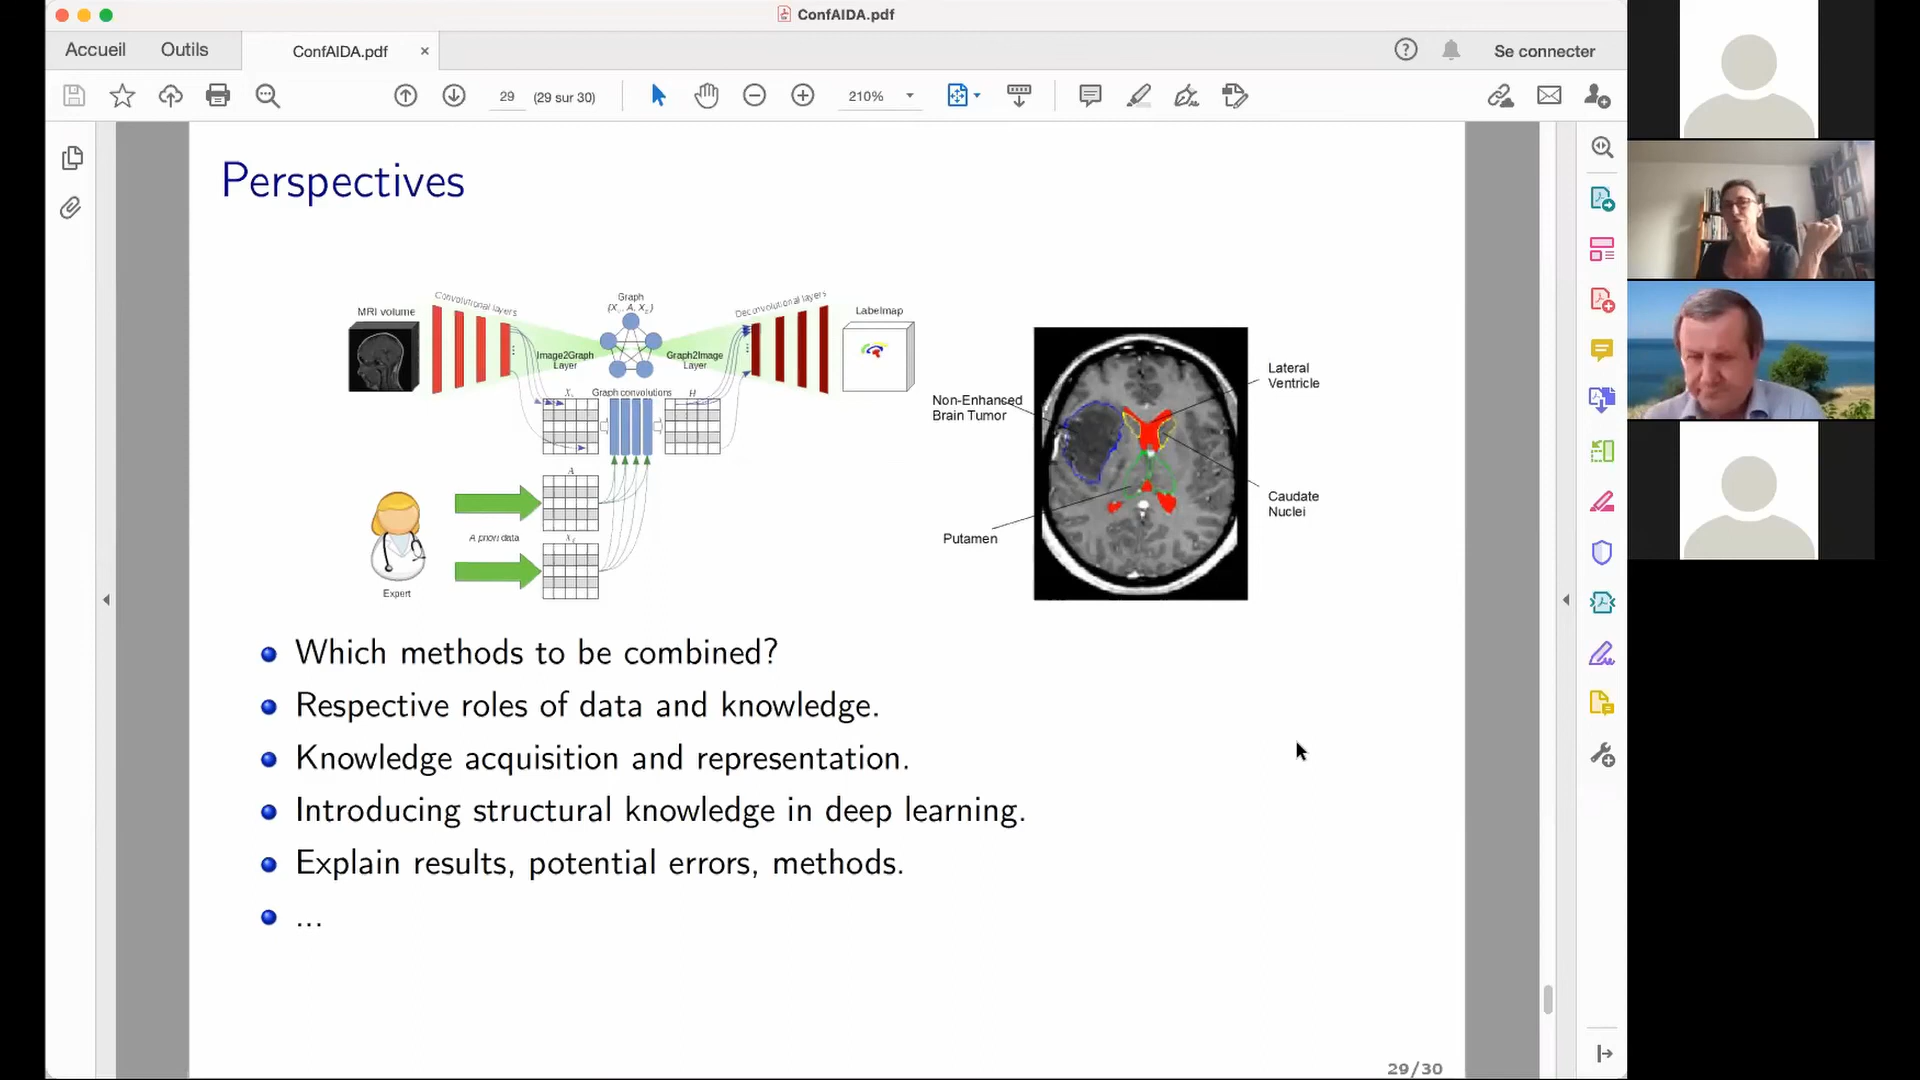 ConfAIDA.pdf
Accueil
Outils
ConfAIDA.pdf
Se connecter
29
(29 sur 30)
210%
Perspectives
MRI volume
Convolutional layers
Graph
Deconvolutional layers
Labelmap
Image2Graph
Layer
Graph2Image
Layer
Graph convolutions
H
A
A priori data
Expert
Non-Enhanced
Brain Tumor
Lateral
Ventricle
Caudate
Nuclei
Putamen
Which methods to be combined?
Respective roles of data and knowledge.
Knowledge acquisition and representation.
Introducing structural knowledge in deep learning.
Explain results, potential errors, methods.
...
29/30